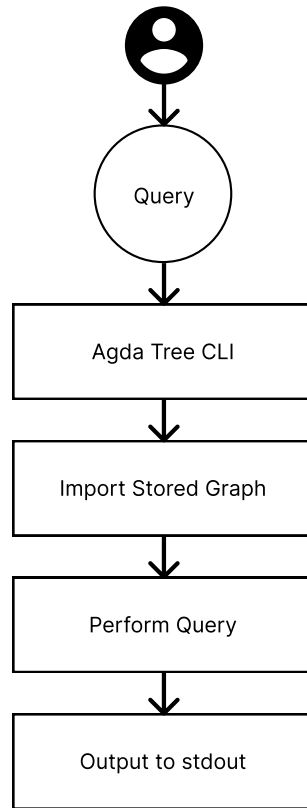 Query
Agda Tree CLI
Import Stored Graph
Perform Query
Output to stdout